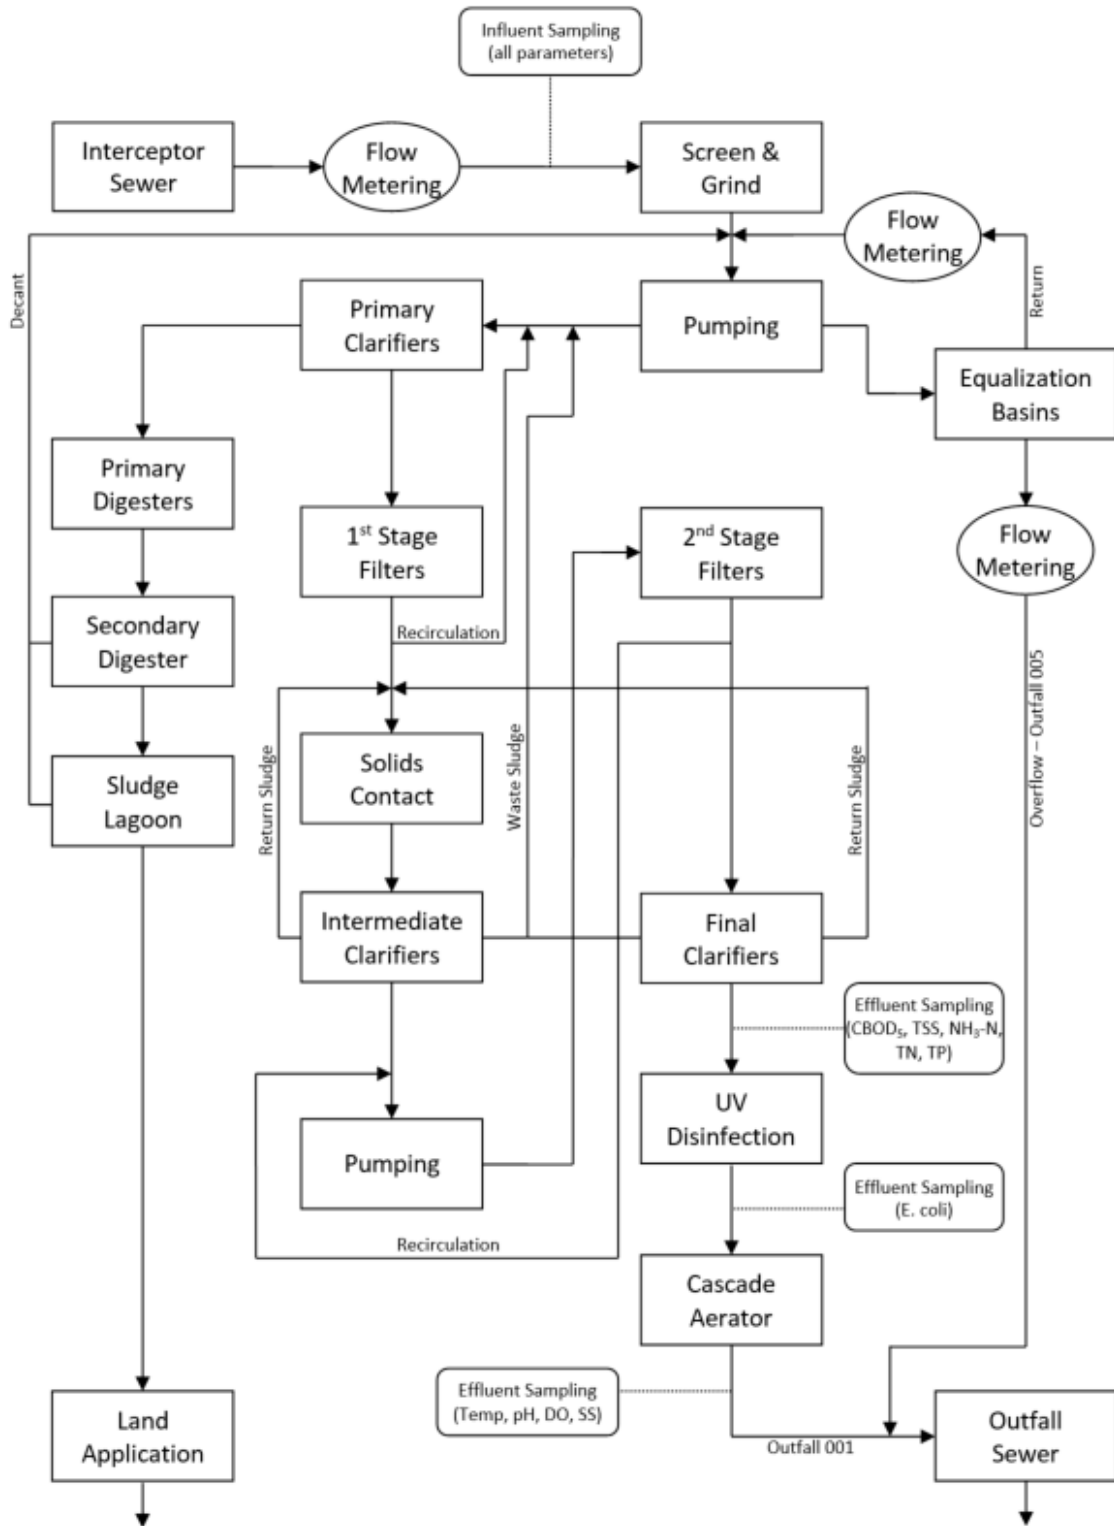 Influent Sampling
(all parameters)
Interceptor
Sewer
Flow
Metering
Screen &
Grind
Flow
Metering
Decant
Return
Primary
Clarifiers
Pumping
Equalization
Basins
Primary
Digesters
1st Stage
Filters
2nd Stage
Filters
Flow
Metering
Recirculation
Secondary
Digester
Return Sludge
Solids
Contact
Waste Sludge
Return Sludge
Overflow – Outfall 005
Sludge
Lagoon
Intermediate
Clarifiers
Final
Clarifiers
Effluent Sampling
(CBOD₅, TSS, NH₃-N,
TN, TP)
UV
Disinfection
Pumping
Effluent Sampling
(E. coli)
Recirculation
Cascade
Aerator
Effluent Sampling
(Temp, pH, DO, SS)
Land
Application
Outfall 001
Outfall
Sewer